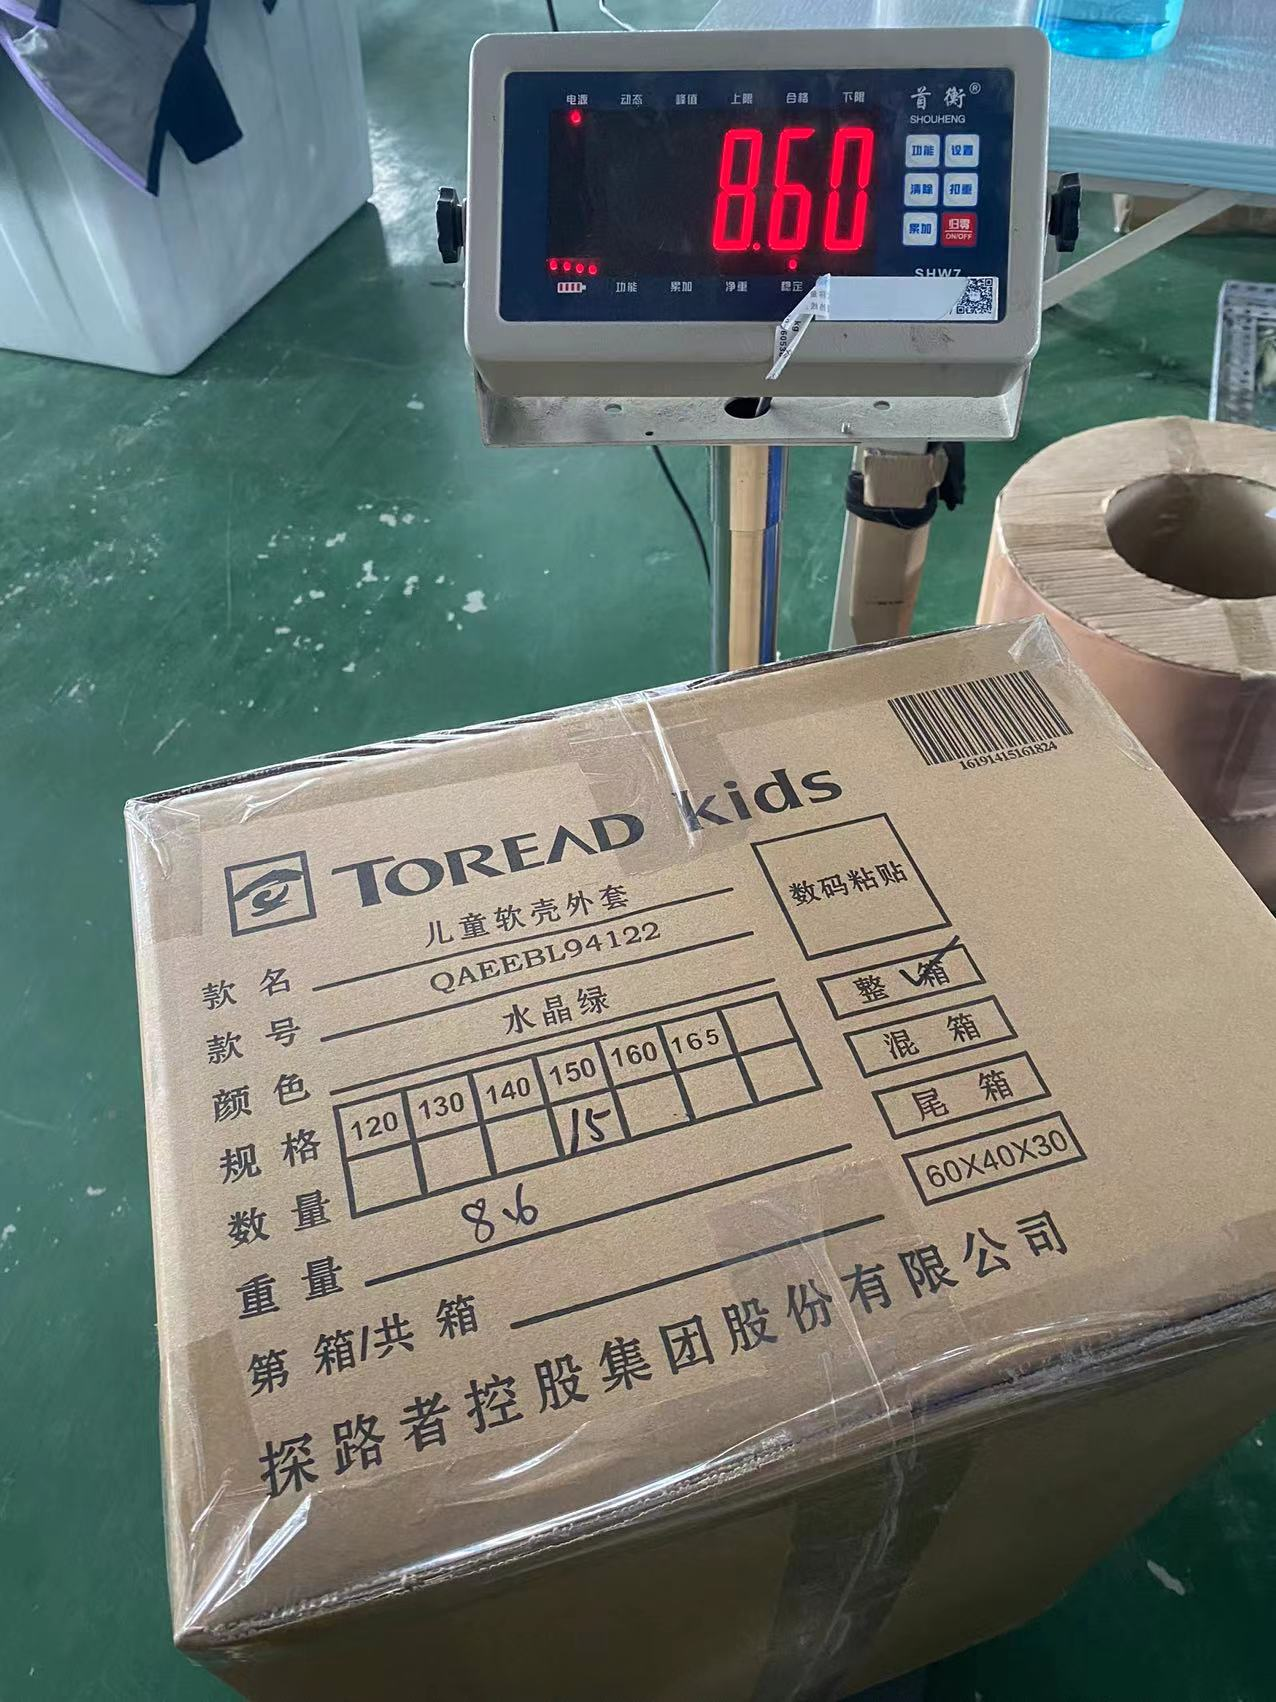 电源 动态 峰值 上限 合格 下限
首衡®
SHOUHENG
8.60
功能 设置
清除 扣重
累加 归零
ON/OFF
SHW7
功能 累加 净重 稳定
kg
16191415161824
TOREAD kids
数码粘贴
款名 儿童软壳外套
款号 QAEEBL94122
颜色 水晶绿
规格 120 130 140 150 160 165
数量 15
重量 8.6
第 箱/共 箱
整箱
混箱
尾箱
60X40X30
探路者控股集团股份有限公司